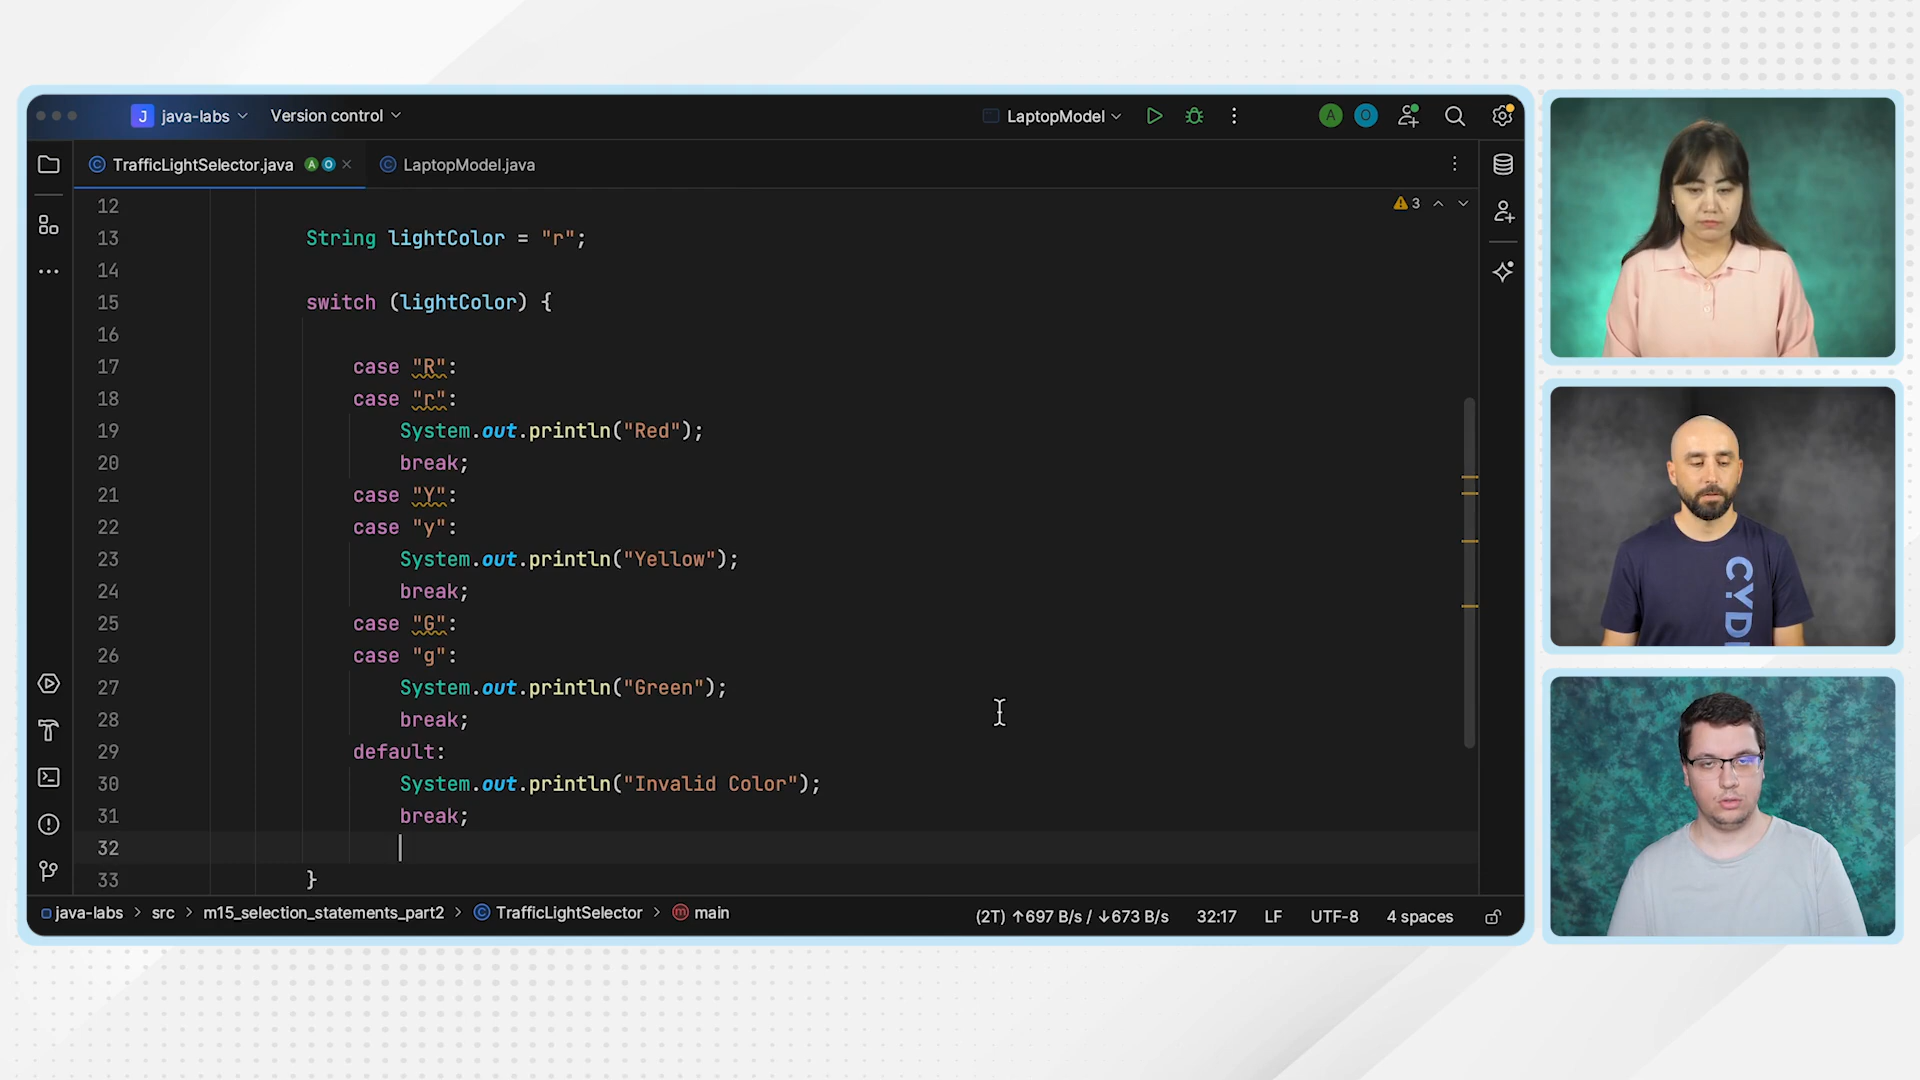 J java-labs Version control LaptopModel A O
TrafficLightSelector.java A O LaptopModel.java
12
3
13 String lightColor = "r";
14
15 switch (lightColor) {
16
17 case "R":
18 case "r":
19 System.out.println("Red");
20 break;
21 case "Y":
22 case "y":
23 System.out.println("Yellow");
24 break;
25 case "G":
26 case "g":
27 System.out.println("Green");
28 break;
29 default:
30 System.out.println("Invalid Color");
31 break;
32
33 }
java-labs > src > m15_selection_statements_part2 > TrafficLightSelector > m main
(2T) ↑697 B/s / ↓673 B/s 32:17 LF UTF-8 4 spaces
CYD